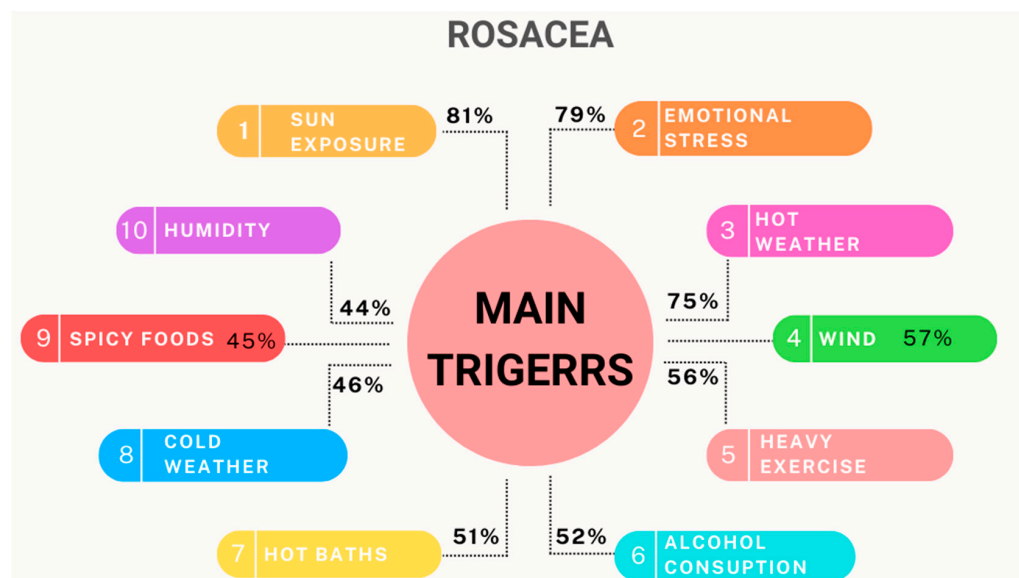 ROSACEA
81%
79%
1
SUN
EXPOSURE
2
EMOTIONAL
STRESS
10
HUMIDITY
3
HOT
WEATHER
44%
75%
MAIN
TRIGERRS
9
SPICY FOODS 45%
4
WIND 57%
46%
56%
8
COLD
WEATHER
5
HEAVY
EXERCISE
51%
52%
7
HOT BATHS
6
ALCOHOL
CONSUPTION